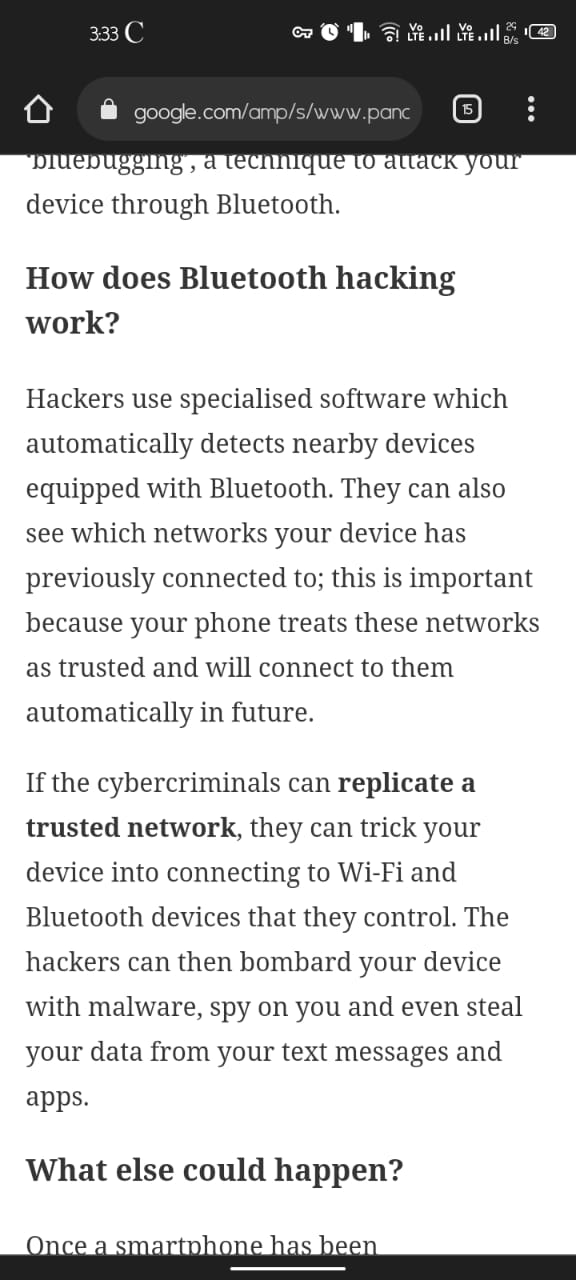 3:33 C
Vo LTE Vo LTE 29 B/s 42
google.com/amp/s/www.panc
15
'bluebugging', a technique to attack your
device through Bluetooth.
How does Bluetooth hacking
work?
Hackers use specialised software which
automatically detects nearby devices
equipped with Bluetooth. They can also
see which networks your device has
previously connected to; this is important
because your phone treats these networks
as trusted and will connect to them
automatically in future.
If the cybercriminals can replicate a
trusted network, they can trick your
device into connecting to Wi-Fi and
Bluetooth devices that they control. The
hackers can then bombard your device
with malware, spy on you and even steal
your data from your text messages and
apps.
What else could happen?
Once a smartphone has been